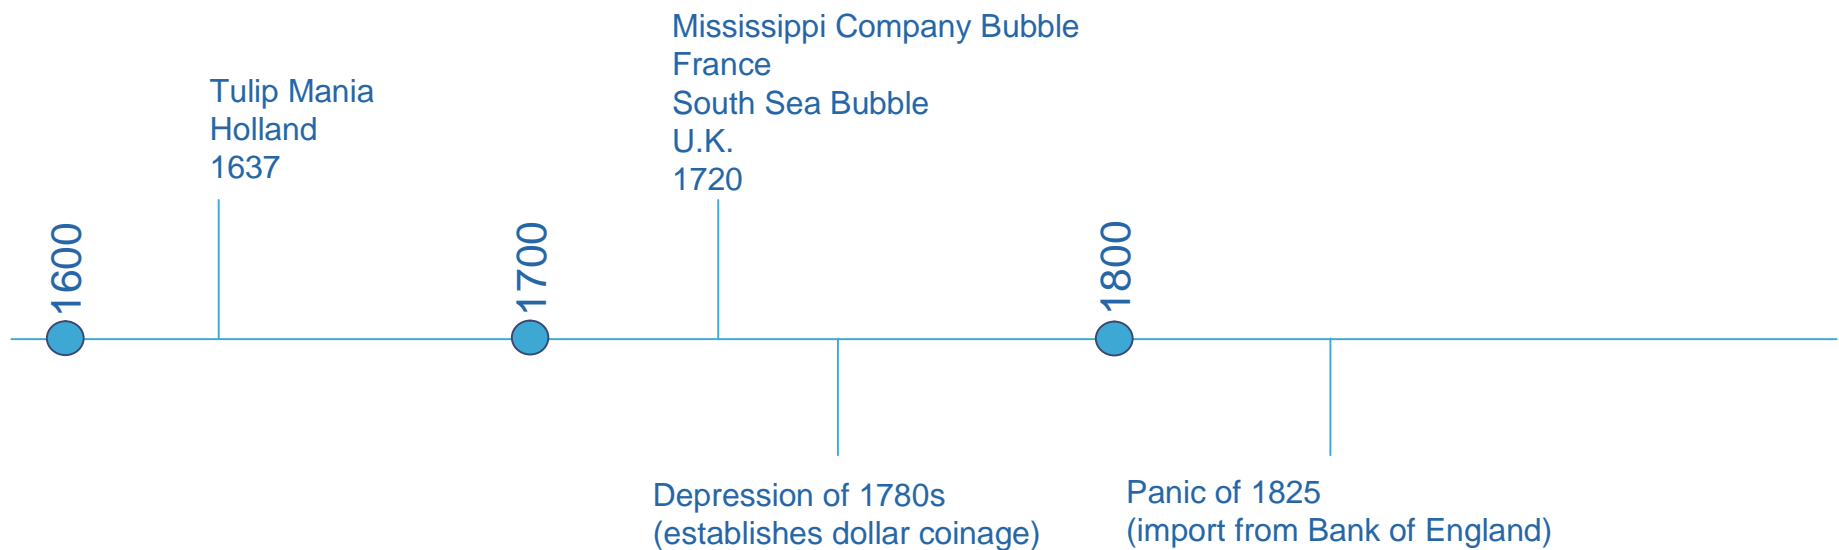 Mississippi Company Bubble
France
South Sea Bubble
U.K.
1720
Tulip Mania
Holland
1637
1600
1700
1800
Depression of 1780s
(establishes dollar coinage)
Panic of 1825
(import from Bank of England)